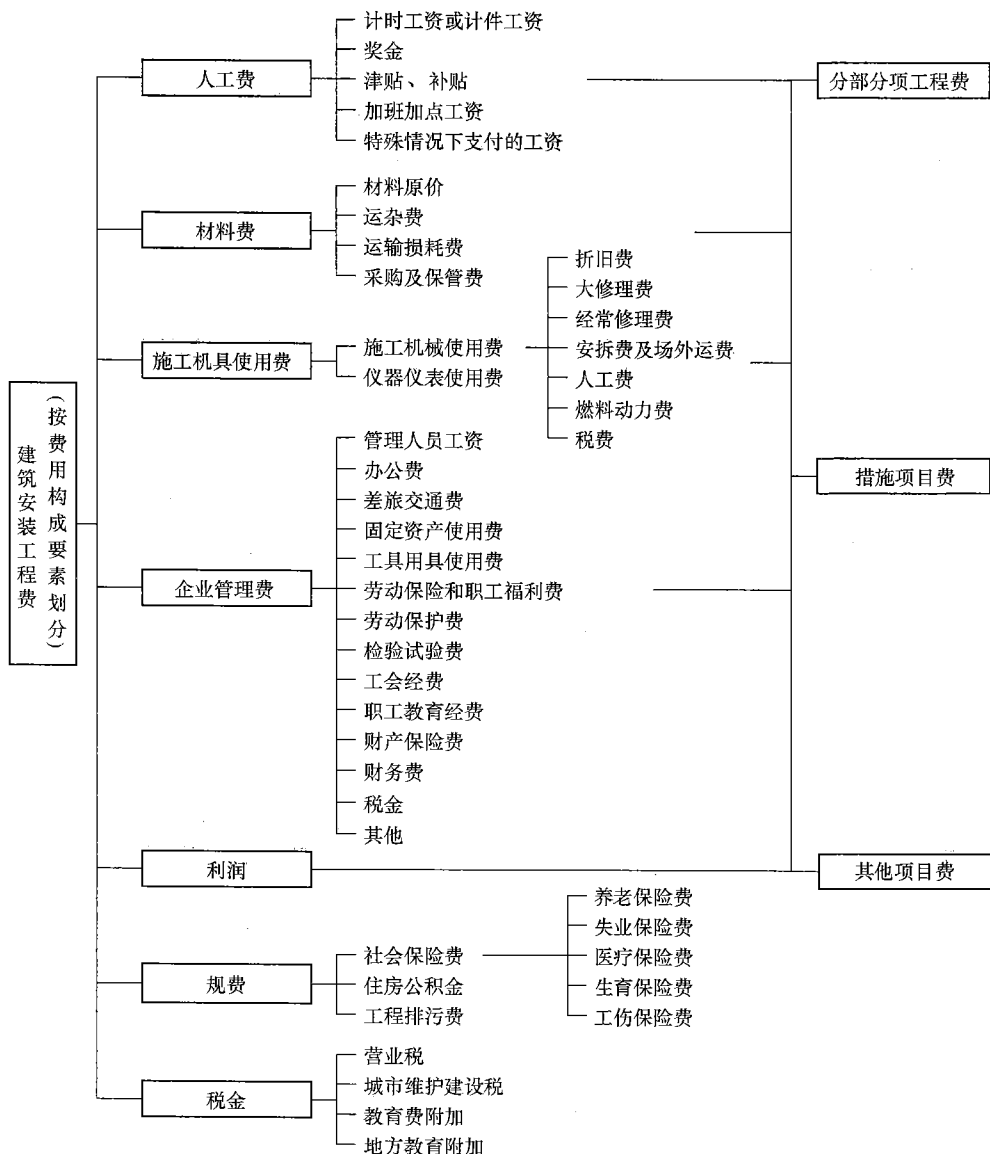 建筑安装工程费
(按费用构成要素划分)
人工费
计时工资或计件工资
奖金
津贴、补贴
加班加点工资
特殊情况下支付的工资
材料费
材料原价
运杂费
运输损耗费
采购及保管费
施工机具使用费
施工机械使用费
仪器仪表使用费
折旧费
大修理费
经常修理费
安拆费及场外运费
人工费
燃料动力费
税费
企业管理费
管理人员工资
办公费
差旅交通费
固定资产使用费
工具用具使用费
劳动保险和职工福利费
劳动保护费
检验试验费
工会经费
职工教育经费
财产保险费
财务费
税金
其他
利润
规费
社会保险费
住房公积金
工程排污费
养老保险费
失业保险费
医疗保险费
生育保险费
工伤保险费
税金
营业税
城市维护建设税
教育费附加
地方教育附加
分部分项工程费
措施项目费
其他项目费